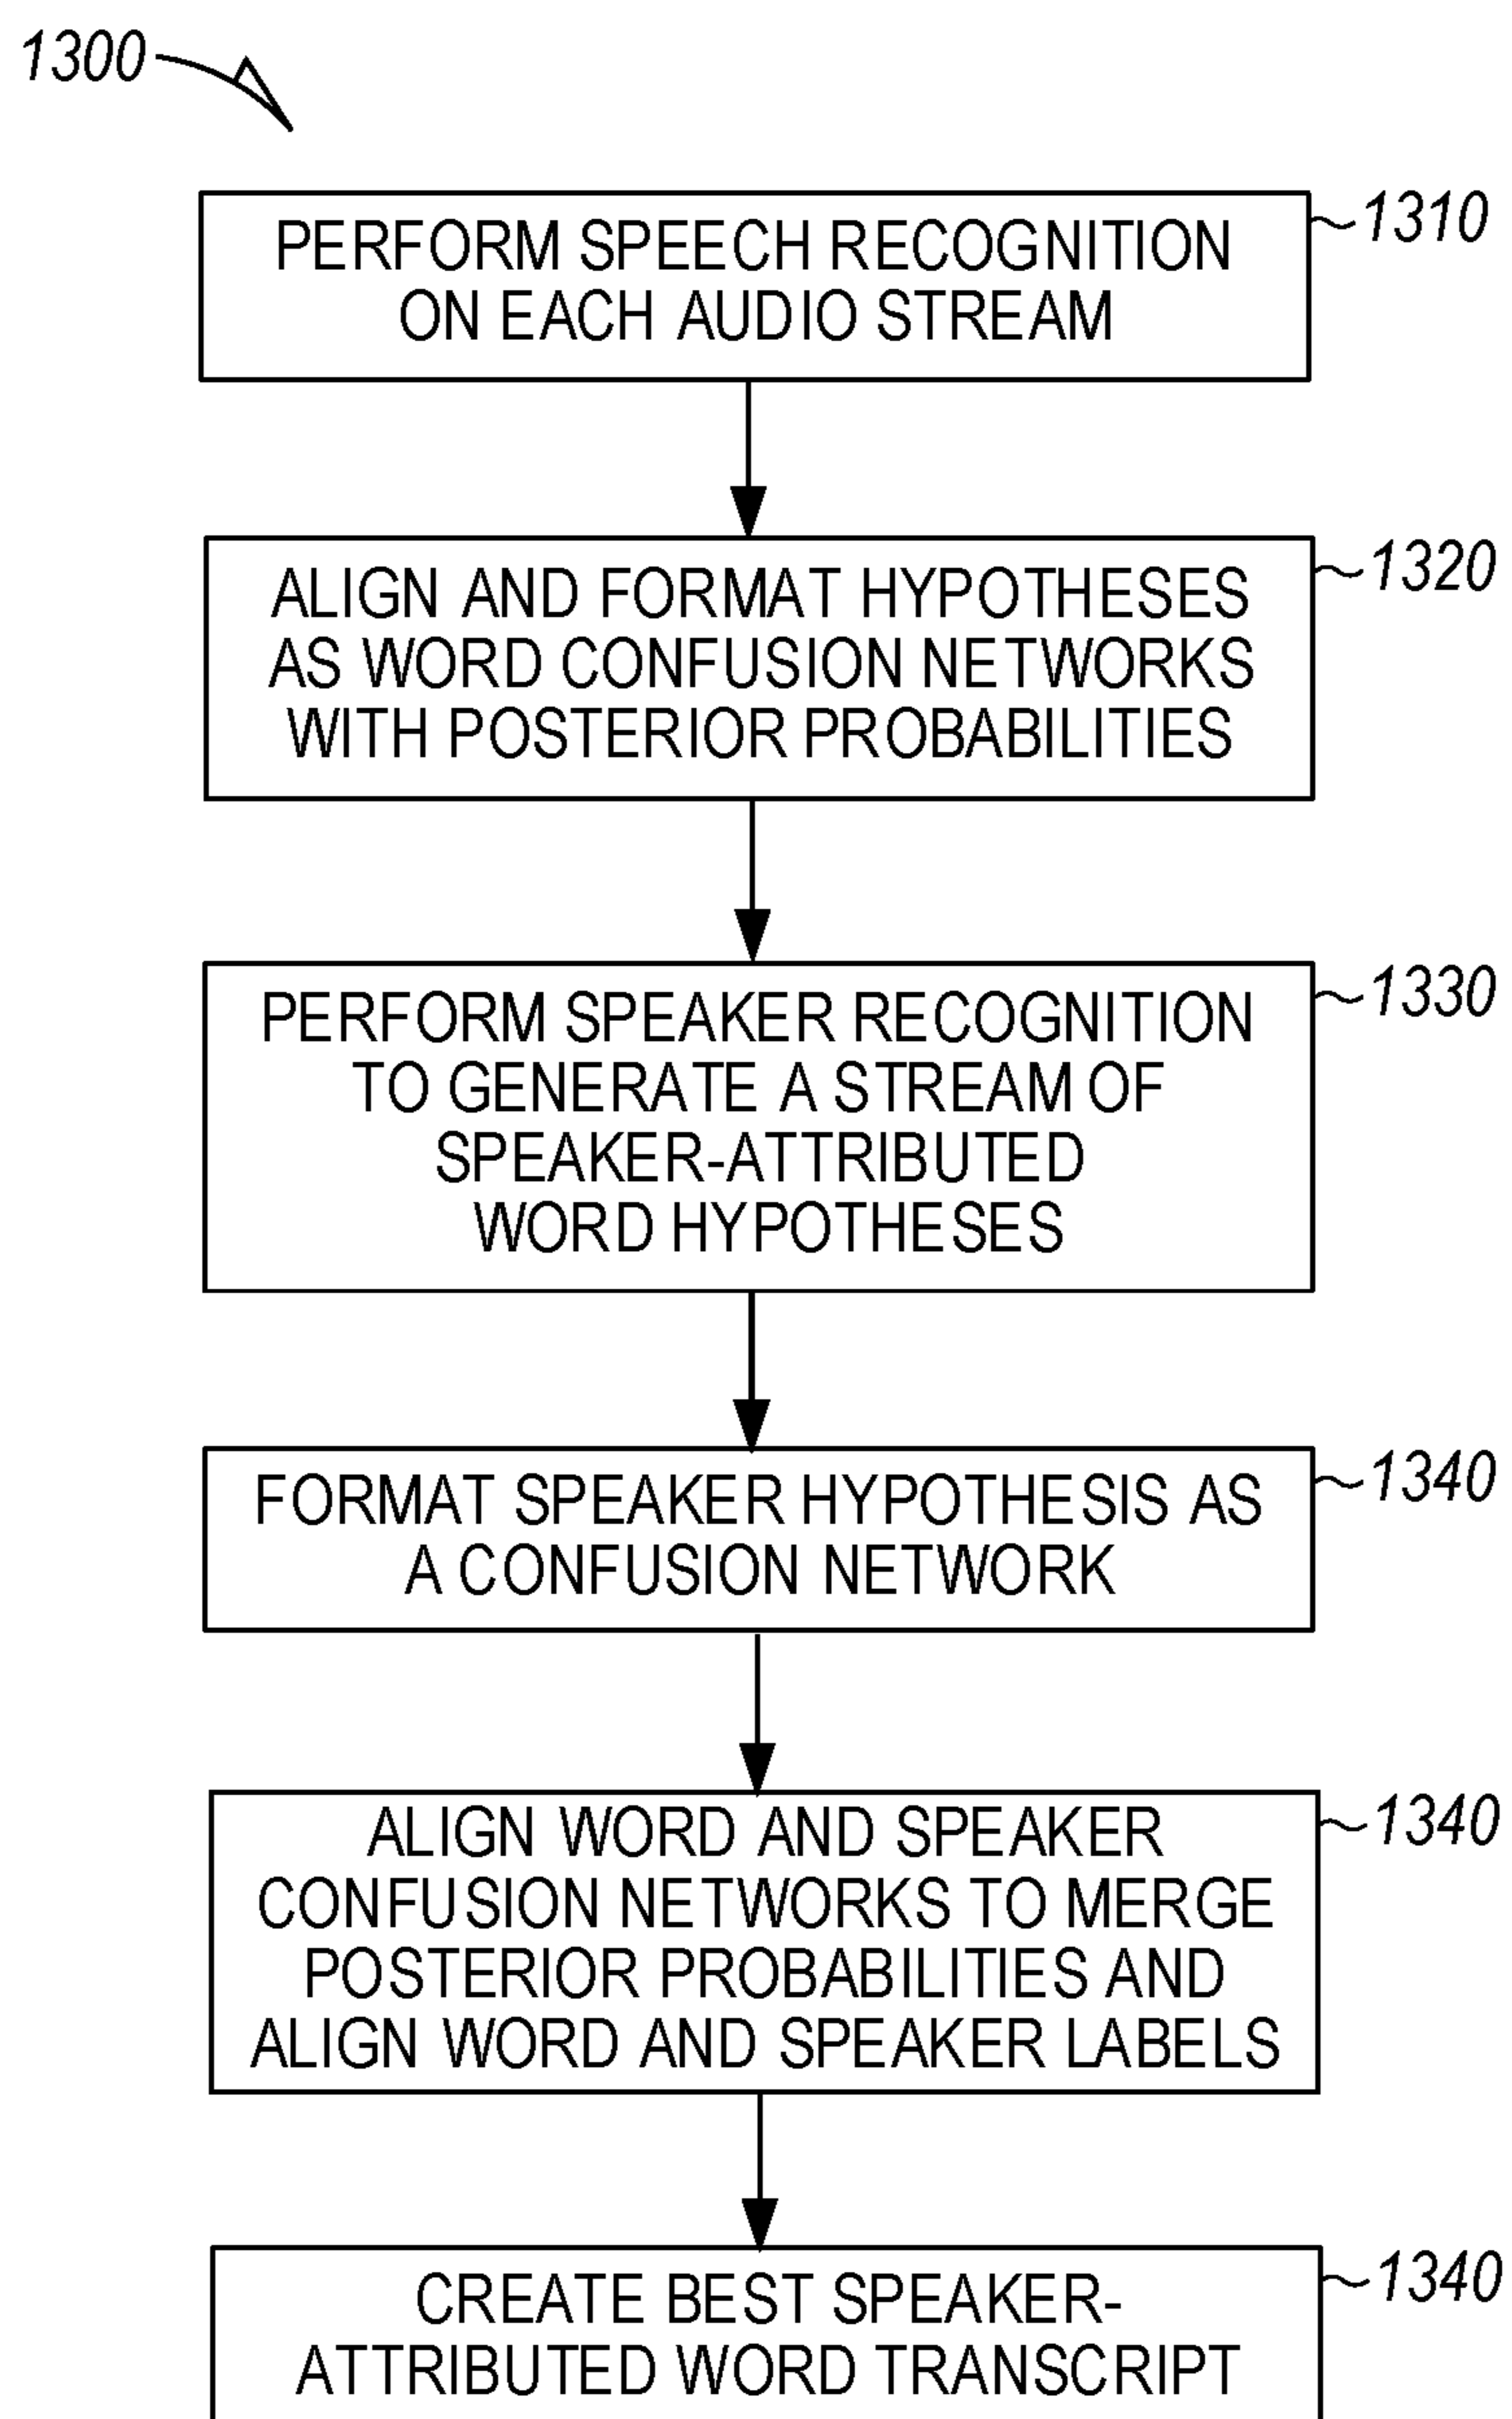 1300
PERFORM SPEECH RECOGNITION
ON EACH AUDIO STREAM
1310
ALIGN AND FORMAT HYPOTHESES
AS WORD CONFUSION NETWORKS
WITH POSTERIOR PROBABILITIES
1320
PERFORM SPEAKER RECOGNITION
TO GENERATE A STREAM OF
SPEAKER-ATTRIBUTED
WORD HYPOTHESES
1330
FORMAT SPEAKER HYPOTHESIS AS
A CONFUSION NETWORK
1340
ALIGN WORD AND SPEAKER
CONFUSION NETWORKS TO MERGE
POSTERIOR PROBABILITIES AND
ALIGN WORD AND SPEAKER LABELS
1340
CREATE BEST SPEAKER-
ATTRIBUTED WORD TRANSCRIPT
1340